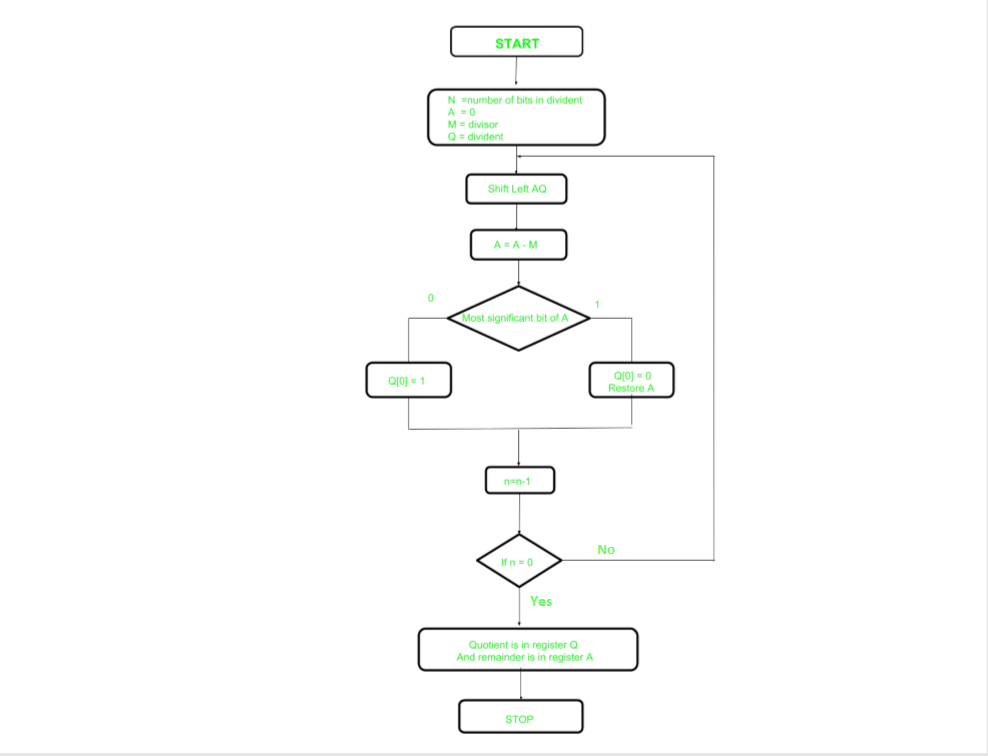 START
N =number of bits in divident
A = 0
M = divisor
Q = divident
Shift Left AQ
A = A - M
0
1
Most significant bit of A
Q[0] = 1
Q[0] = 0
Restore A
n=n-1
No
If n = 0
Yes
Quotient is in register Q
And remainder is in register A
STOP